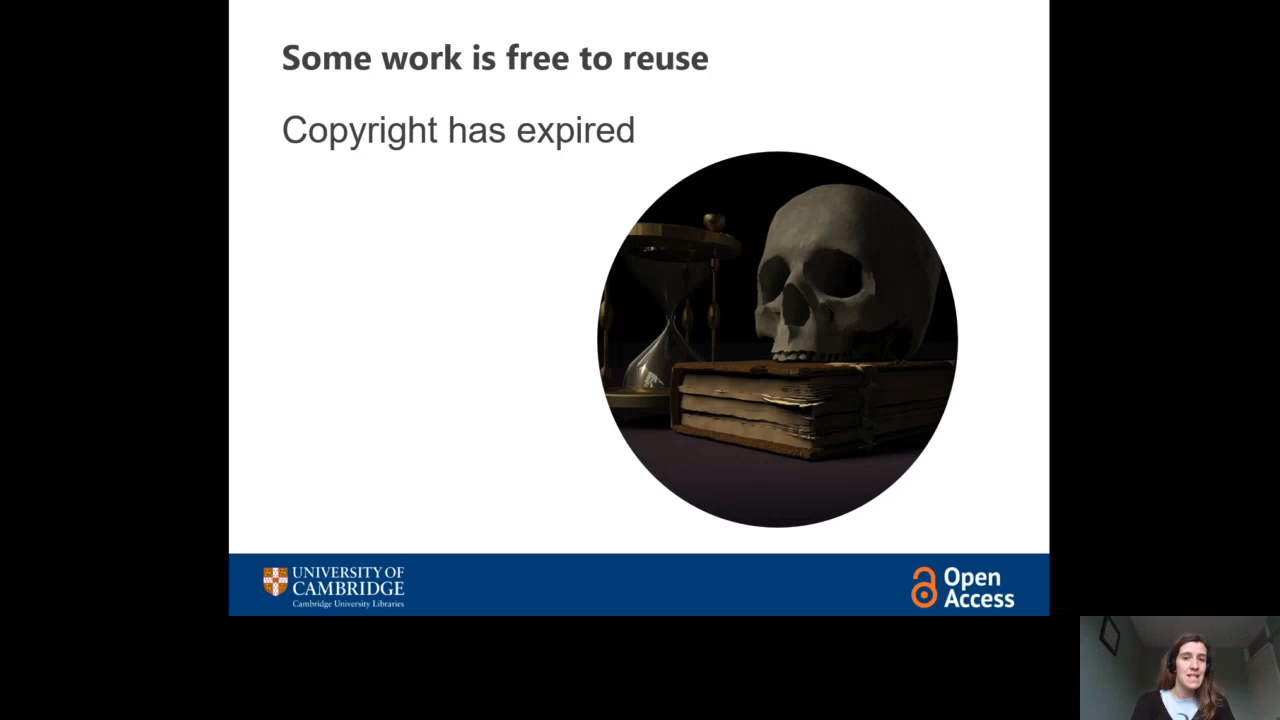 Some work is free to reuse
Copyright has expired
UNIVERSITY OF
CAMBRIDGE
Cambridge University Libraries
Open
Access